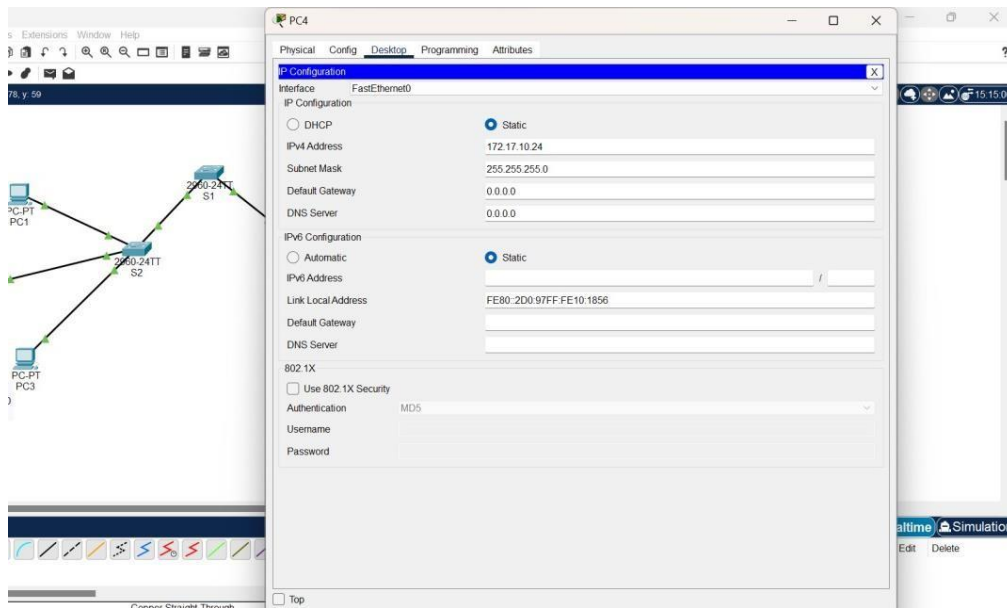 PC4
s Extensions Window Help
Physical Config Desktop Programming Attributes
IP Configuration X
Interface FastEthernet0
78, y: 59
15:15:0
IP Configuration
DHCP Static
IPv4 Address 172.17.10.24
Subnet Mask 255.255.255.0
Default Gateway 0.0.0.0
DNS Server 0.0.0.0
IPv6 Configuration
Automatic Static
IPv6 Address /
Link Local Address FE80::2D0:97FF:FE10:1856
Default Gateway
DNS Server
802.1X
Use 802.1X Security
Authentication MD5
Username
Password
Top
2960-24TT
S1
PC-PT
PC1
2960-24TT
S2
PC-PT
PC3
altime Simulatio
Edit Delete
Copper Straight-Through